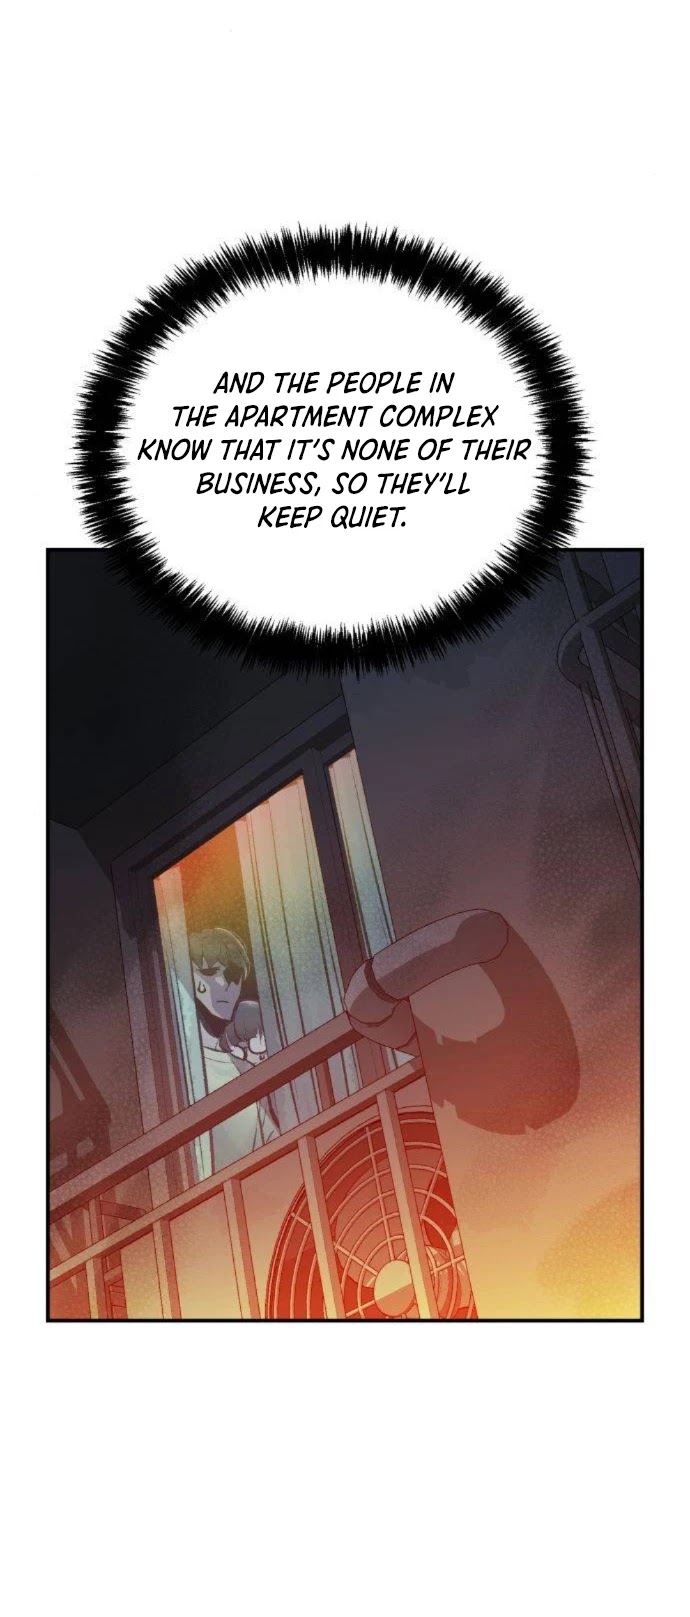 AND THE PEOPLE IN
THE APARTMENT COMPLEX
KNOW THAT IT'S NONE OF THEIR
BUSINESS, SO THEY'LL
KEEP QUIET.